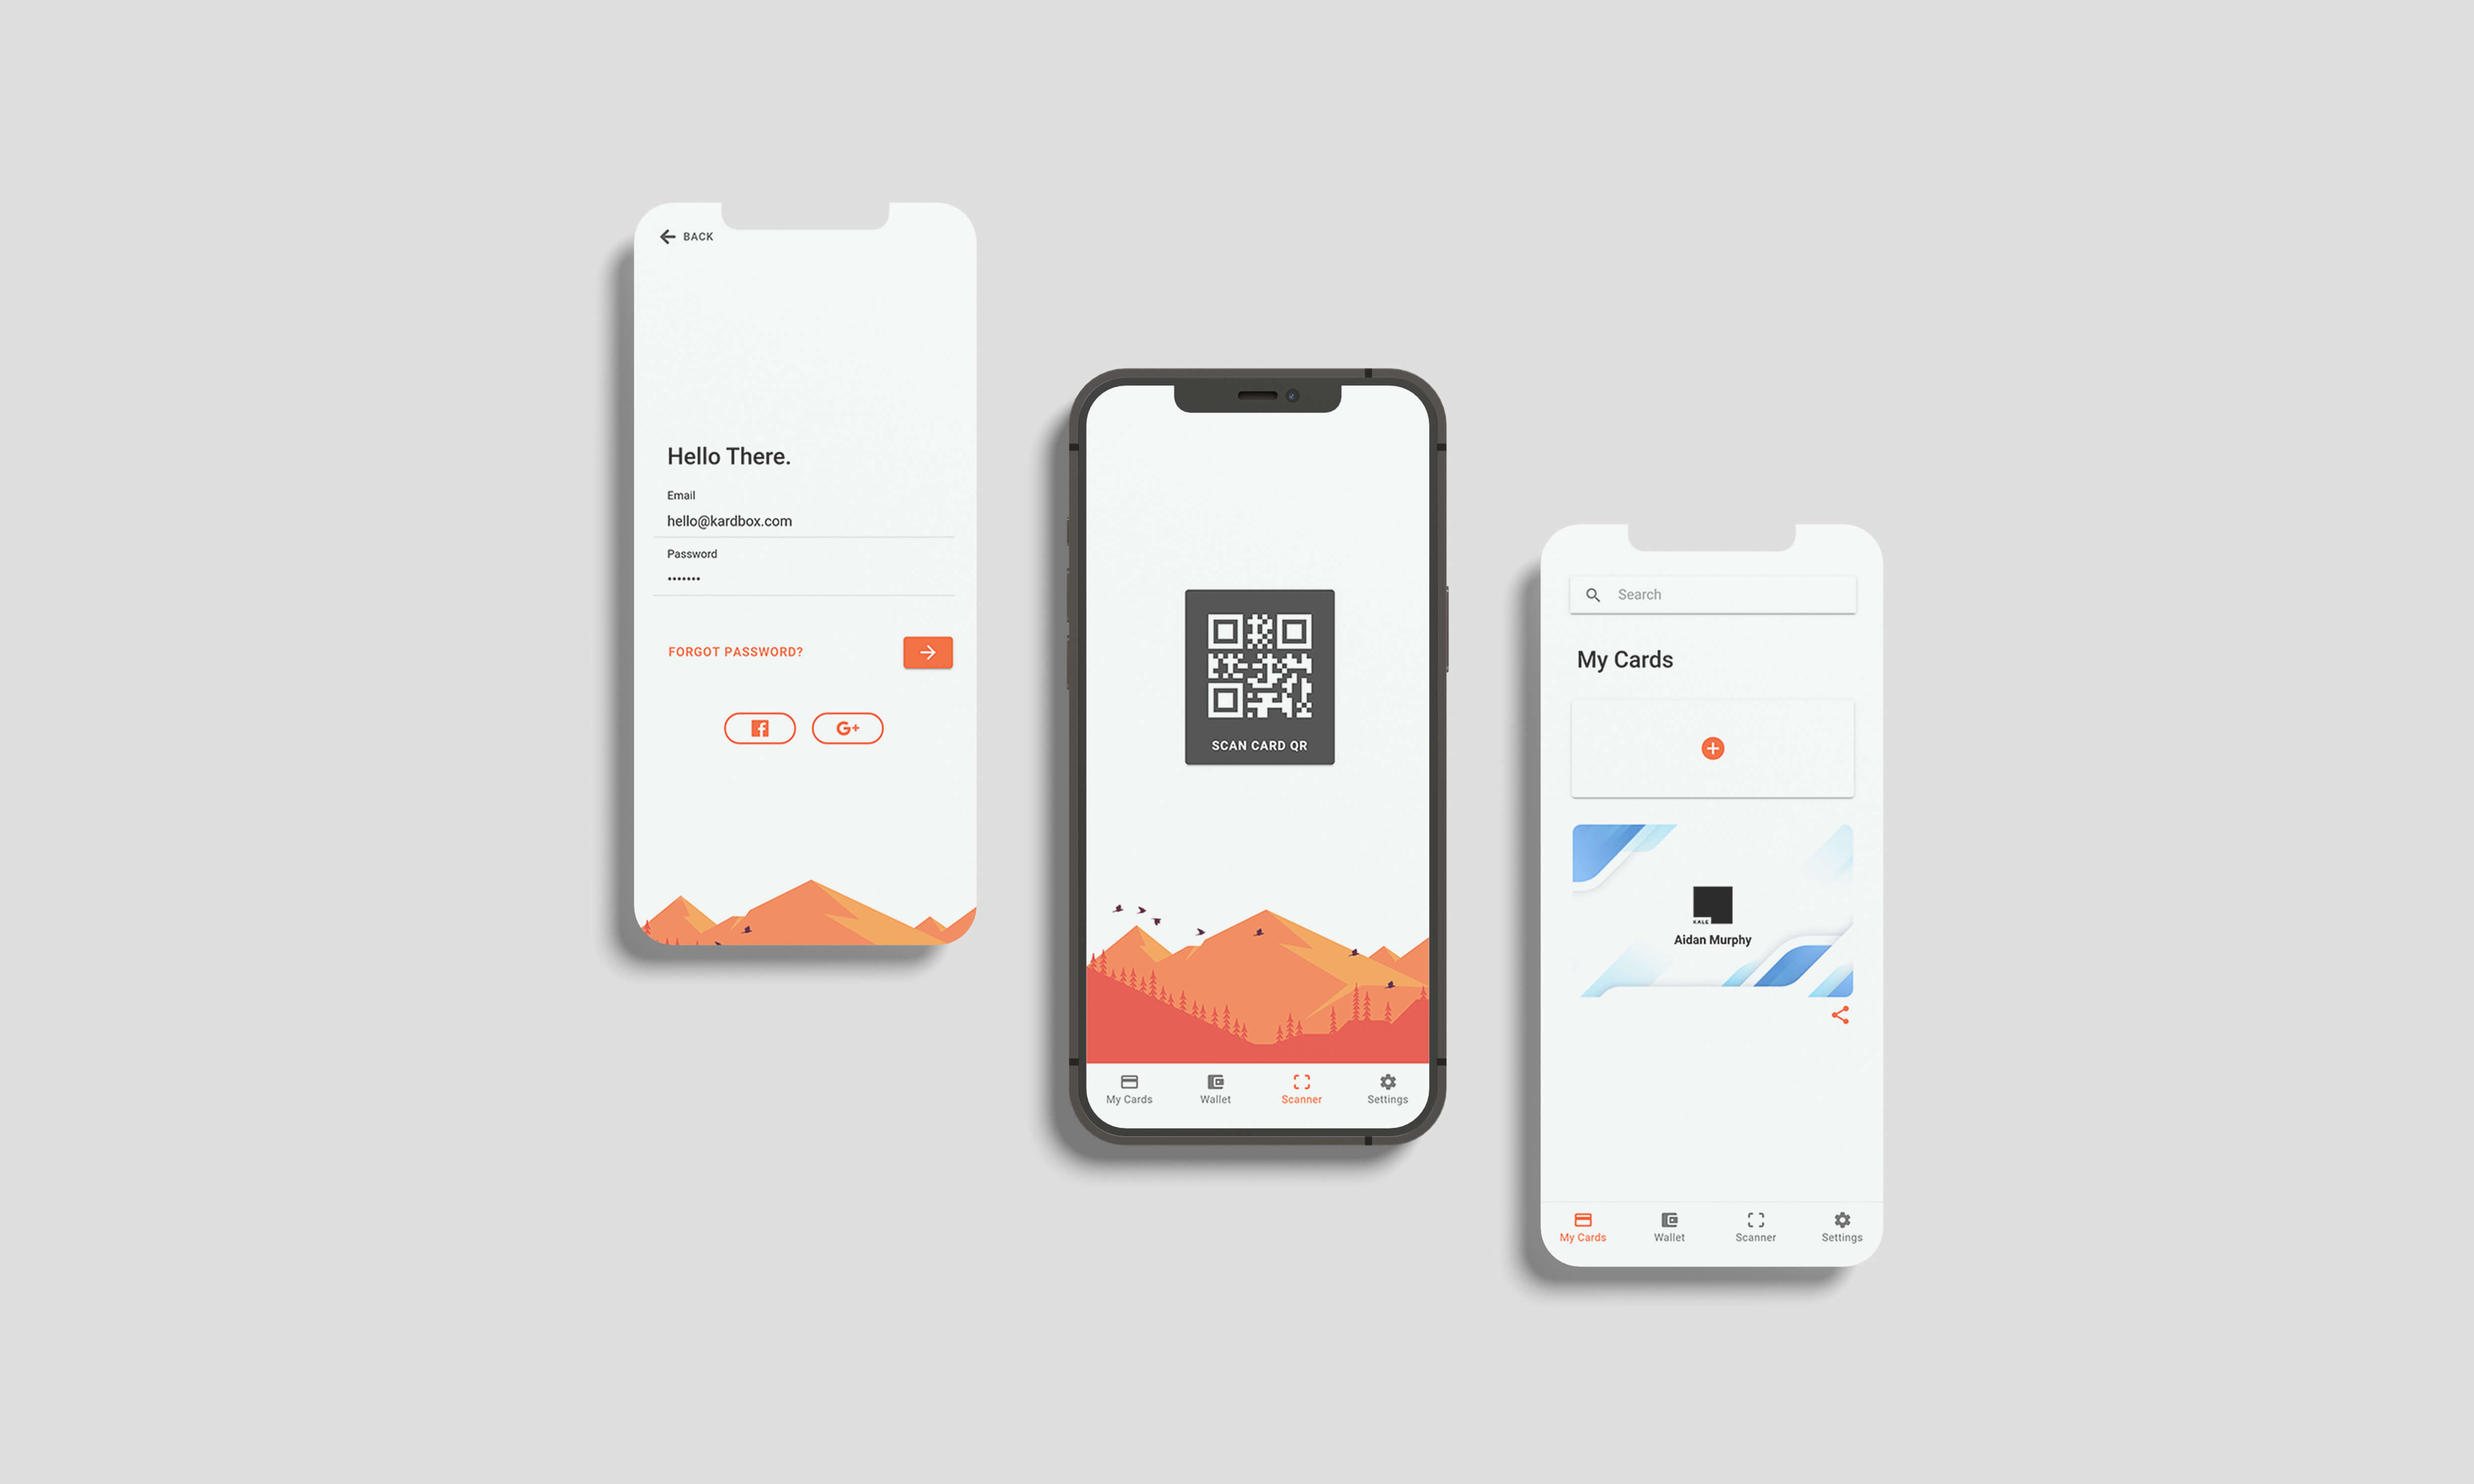 BACK
Hello There.
Email
hello@kardbox.com
Password
•••••••
FORGOT PASSWORD?
G+
SCAN CARD QR
My Cards
Wallet
Scanner
Settings
Search
My Cards
KALE
Aidan Murphy
My Cards
Wallet
Scanner
Settings